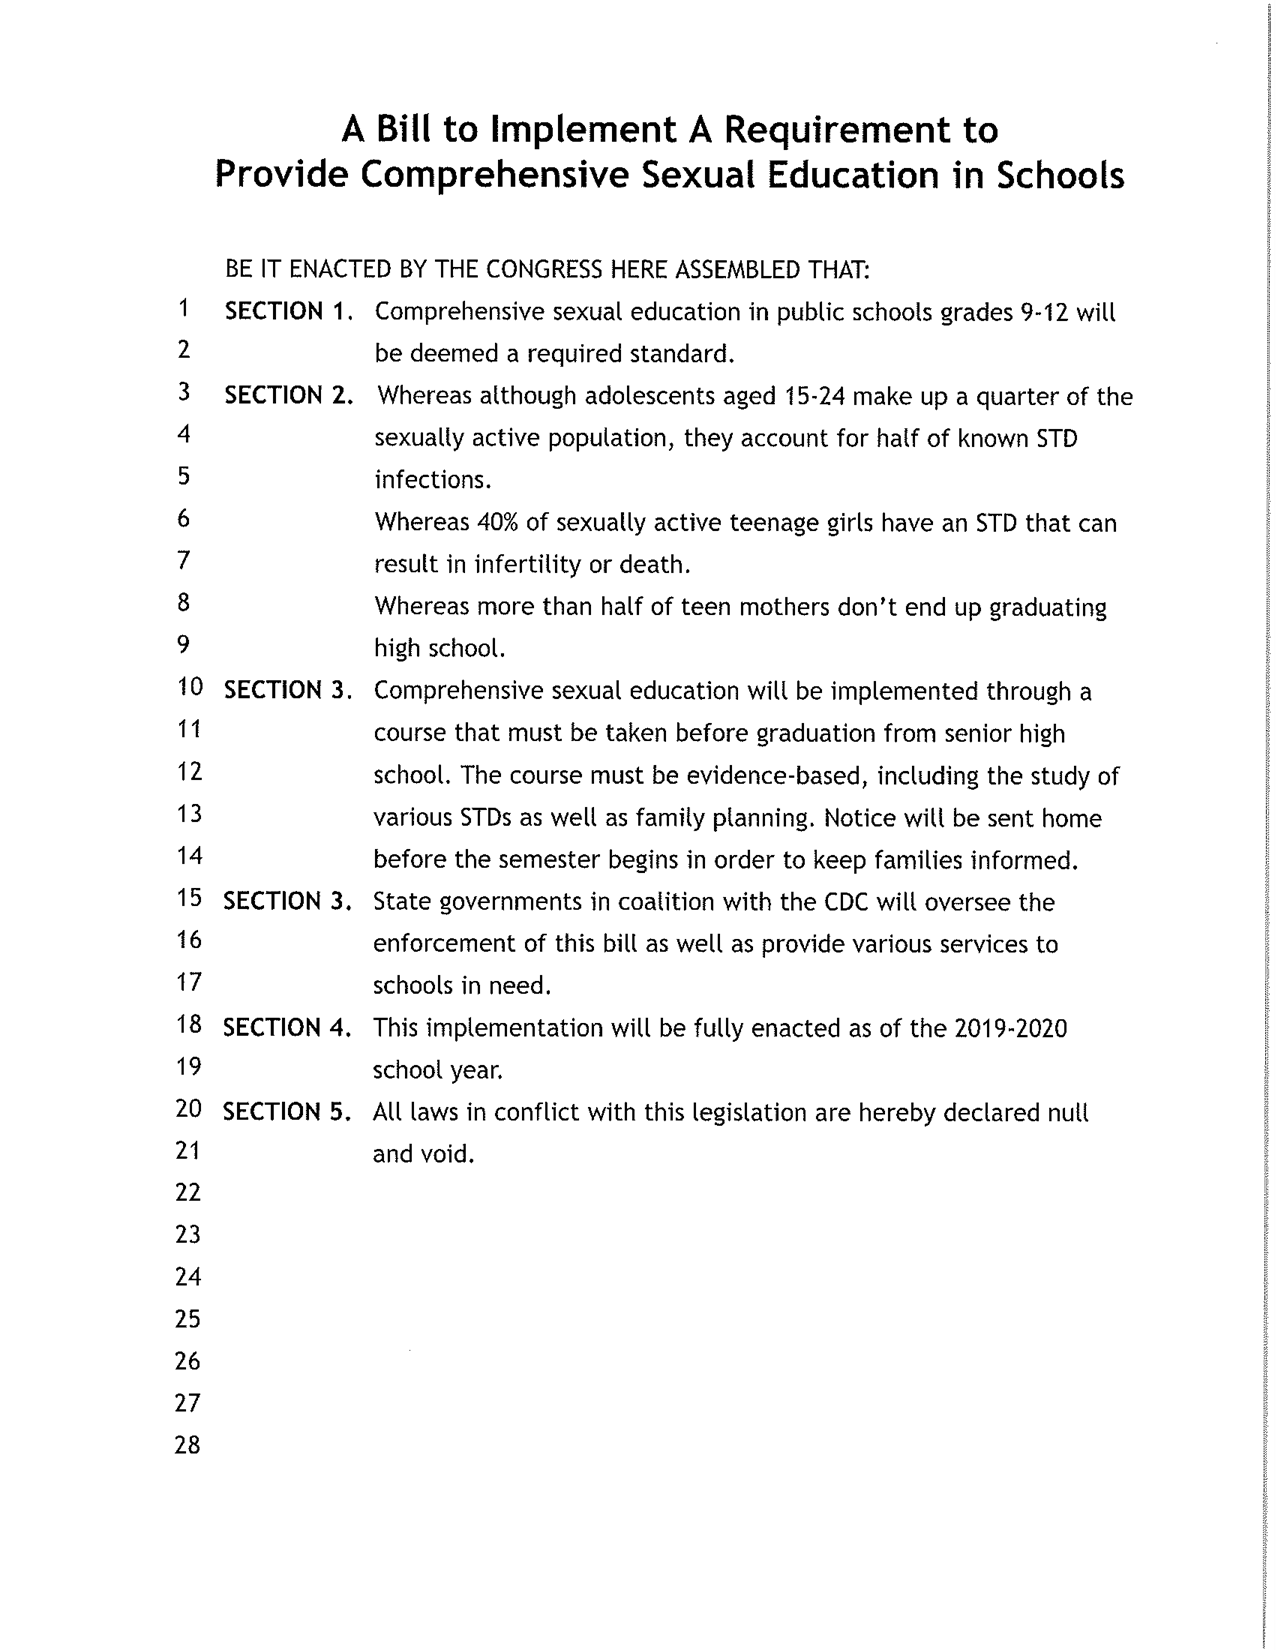 A Bill to Implement A Requirement to
Provide Comprehensive Sexual Education in Schools
BE IT ENACTED BY THE CONGRESS HERE ASSEMBLED THAT:
1 SECTION 1. Comprehensive sexual education in public schools grades 9-12 will
2 be deemed a required standard.
3 SECTION 2. Whereas although adolescents aged 15-24 make up a quarter of the
4 sexually active population, they account for half of known STD
5 infections.
6 Whereas 40% of sexually active teenage girls have an STD that can
7 result in infertility or death.
8 Whereas more than half of teen mothers don't end up graduating
9 high school.
10 SECTION 3. Comprehensive sexual education will be implemented through a
11 course that must be taken before graduation from senior high
12 school. The course must be evidence-based, including the study of
13 various STDs as well as family planning. Notice will be sent home
14 before the semester begins in order to keep families informed.
15 SECTION 3. State governments in coalition with the CDC will oversee the
16 enforcement of this bill as well as provide various services to
17 schools in need.
18 SECTION 4. This implementation will be fully enacted as of the 2019-2020
19 school year.
20 SECTION 5. All laws in conflict with this legislation are hereby declared null
21 and void.
22
23
24
25
26
27
28